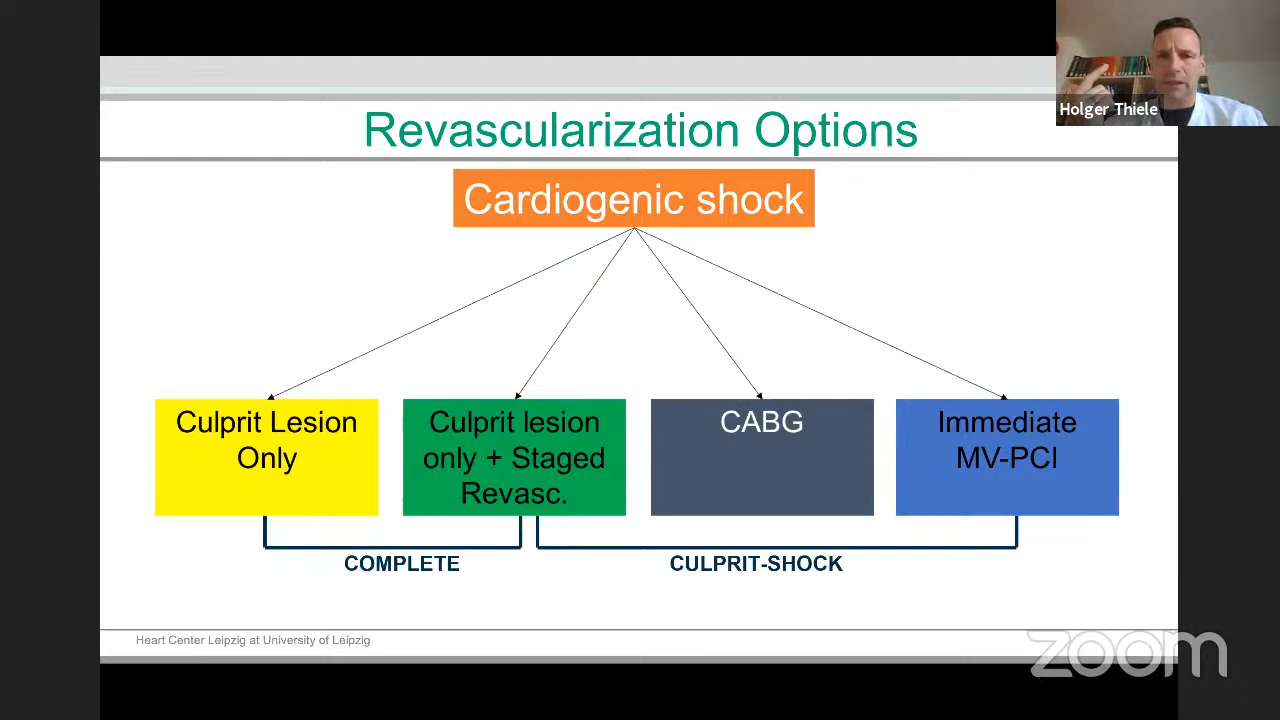 Holger Thiele
Revascularization Options
Cardiogenic shock
Culprit Lesion
Only
Culprit lesion
only + Staged
Revasc.
CABG
Immediate
MV-PCI
COMPLETE
CULPRIT-SHOCK
Heart Center Leipzig at University of Leipzig
zoom